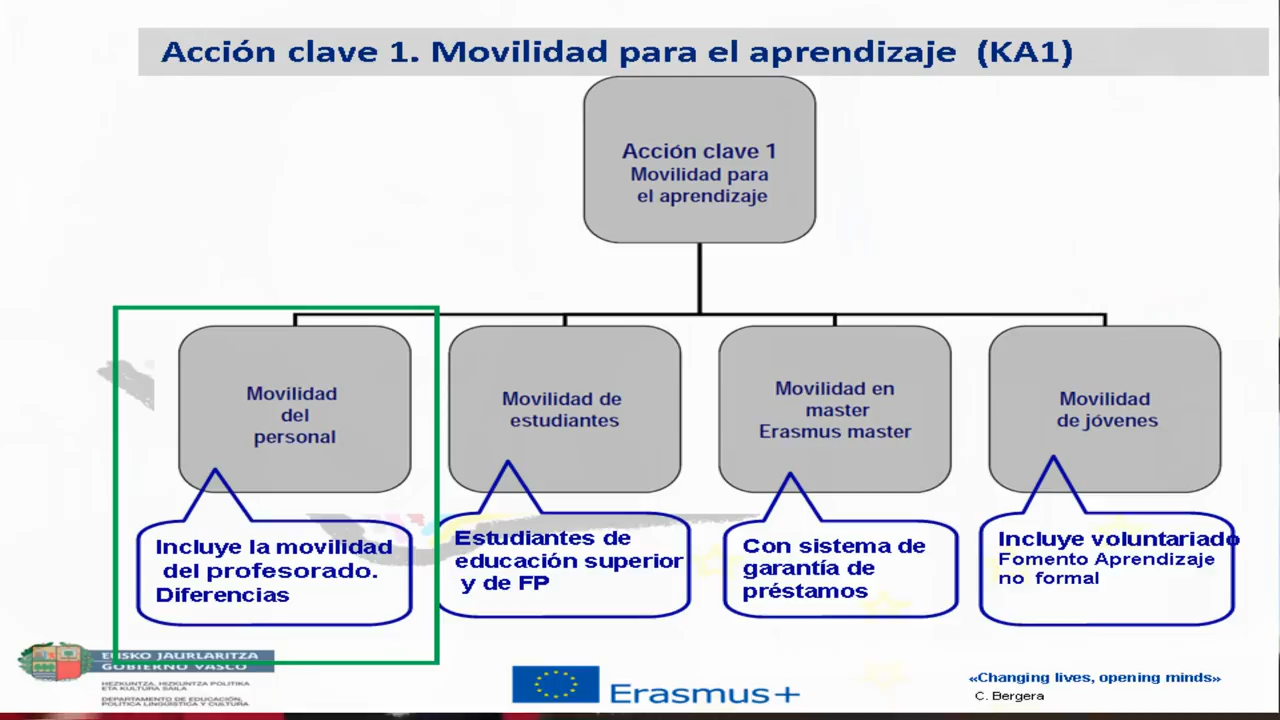 Acción clave 1. Movilidad para el aprendizaje (KA1)
Acción clave 1
Movilidad para
el aprendizaje
Movilidad
del
personal
Movilidad de
estudiantes
Movilidad en
master
Erasmus master
Movilidad
de jóvenes
Incluye la movilidad
del profesorado.
Diferencias
Estudiantes de
educación superior
y de FP
Con sistema de
garantía de
préstamos
Incluye voluntariado
Fomento Aprendizaje
no formal
EUSKO JAURLARITZA
GOBIERNO VASCO
HEZKUNTZA, HIZKUNTZA POLITIKA
ETA KULTURA SAILA
DEPARTAMENTO DE EDUCACIÓN,
POLÍTICA LINGÜÍSTICA Y CULTURA
Erasmus+
«Changing lives, opening minds»
C. Bergera